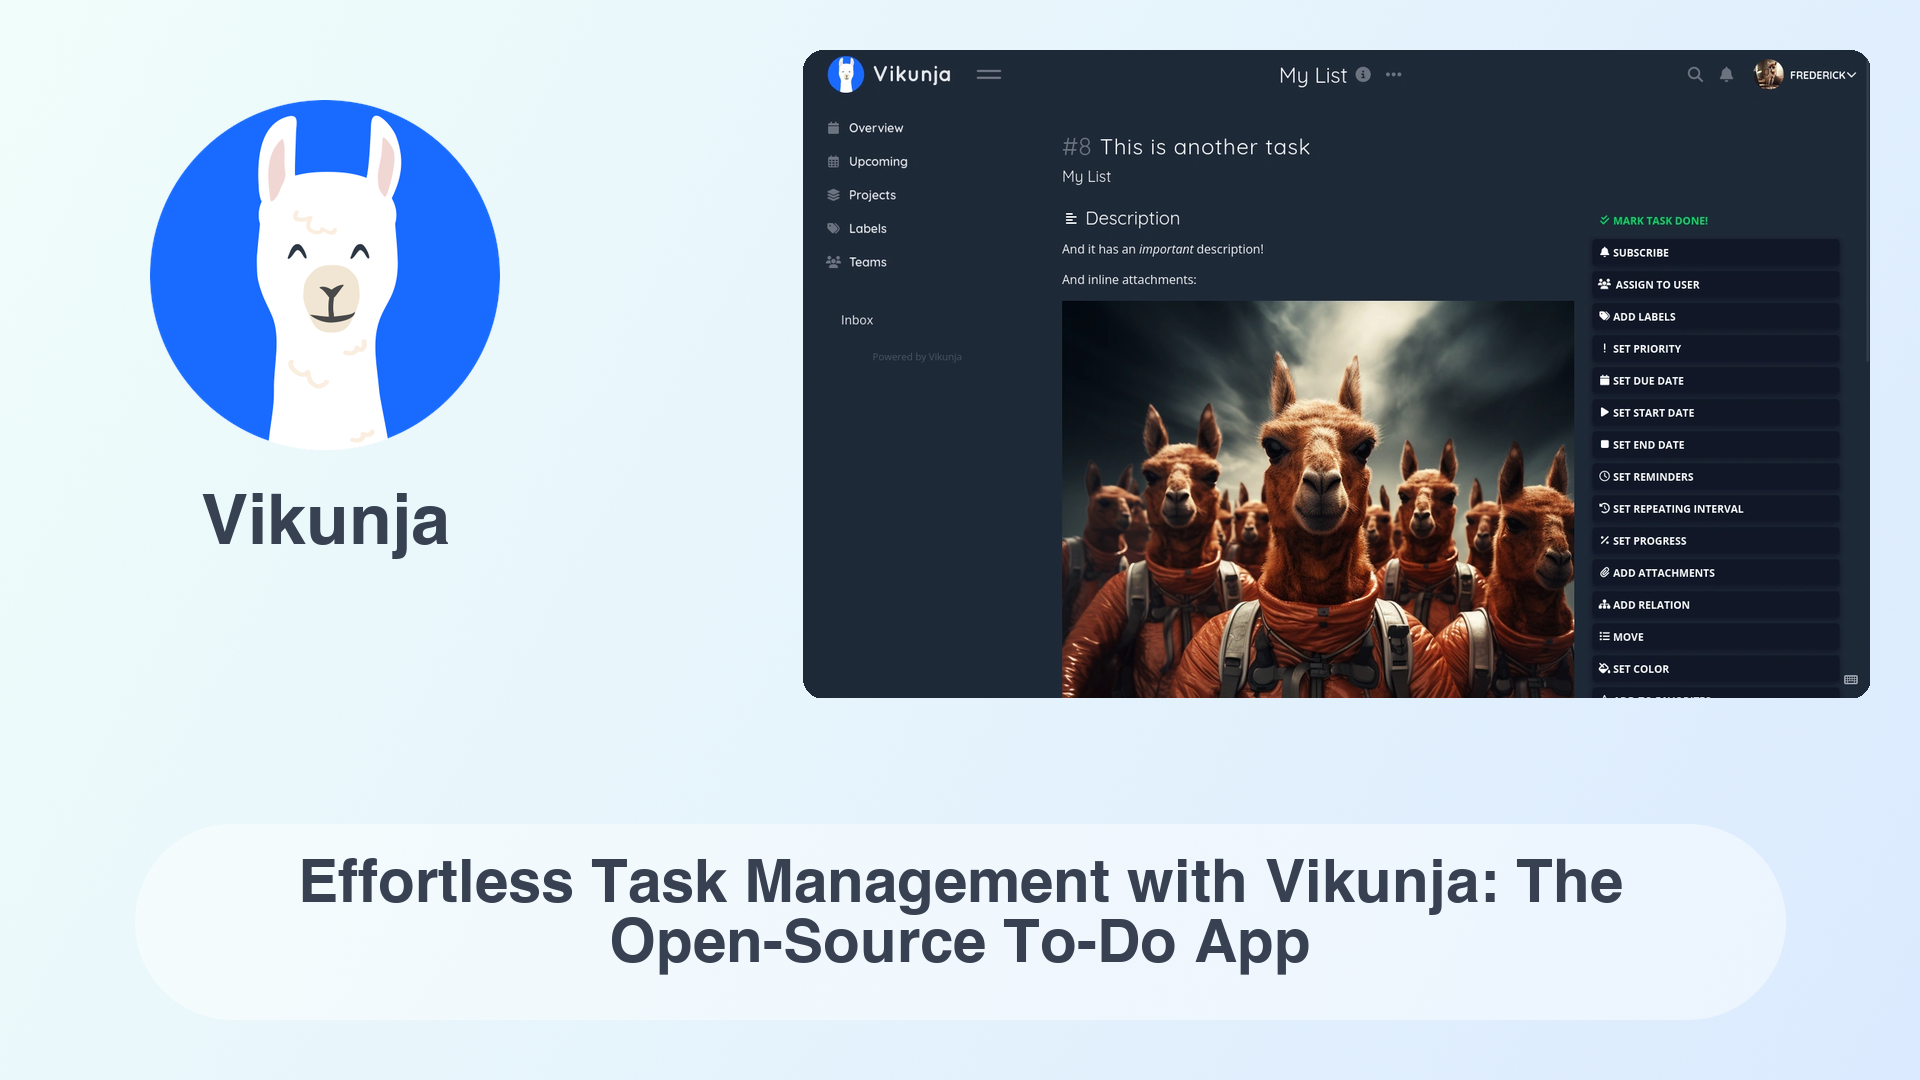 Vikunja
Vikunja
My List
FREDERICK
Overview
Upcoming
Projects
Labels
Teams
Inbox
Powered by Vikunja
#8 This is another task
My List
Description
And it has an important description!
And inline attachments:
MARK TASK DONE!
SUBSCRIBE
ASSIGN TO USER
ADD LABELS
! SET PRIORITY
SET DUE DATE
SET START DATE
SET END DATE
SET REMINDERS
SET REPEATING INTERVAL
SET PROGRESS
ADD ATTACHMENTS
ADD RELATION
MOVE
SET COLOR
Effortless Task Management with Vikunja: The
Open-Source To-Do App